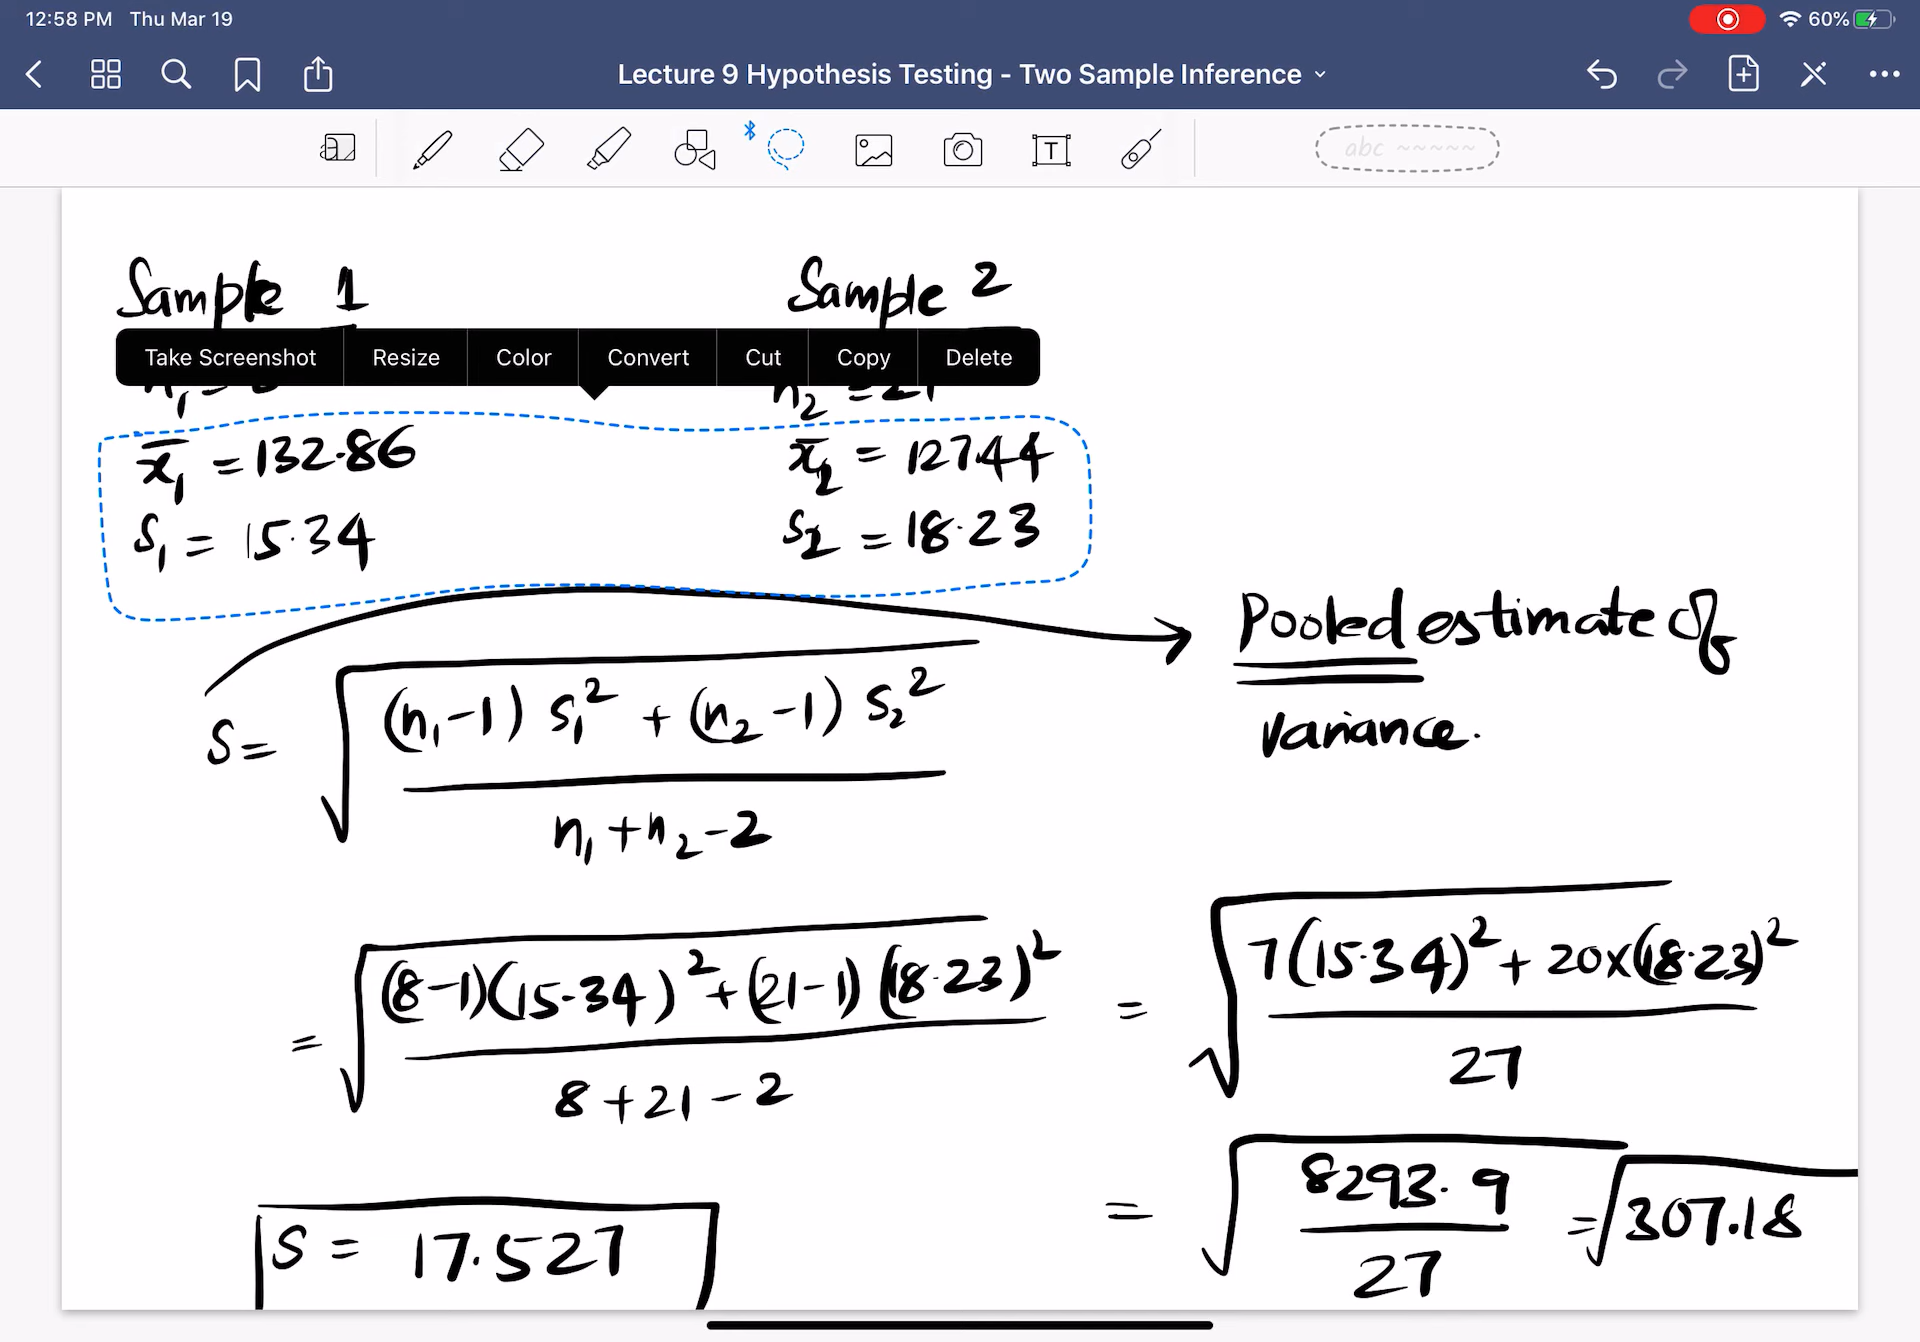 12:58 PM Thu Mar 19
60%
Lecture 9 Hypothesis Testing - Two Sample Inference
a
T
abc
Sample 1 Sample 2
Take Screenshot Resize Color Convert Cut Copy Delete
n₂ = 21
x̄₁ = 132.86 x̄₂ = 127.44
S₁ = 15.34 S₂ = 18.23
Pooled estimate of
variance.
S = √((n₁-1) S₁² + (n₂-1) S₂² / n₁+n₂-2)
= √((8-1)(15.34)² + (21-1)(18.23)² / 8+21-2) = √(7(15.34)² + 20x(18.23)² / 27)
= √(8293.9 / 27) = √307.18
S = 17.527